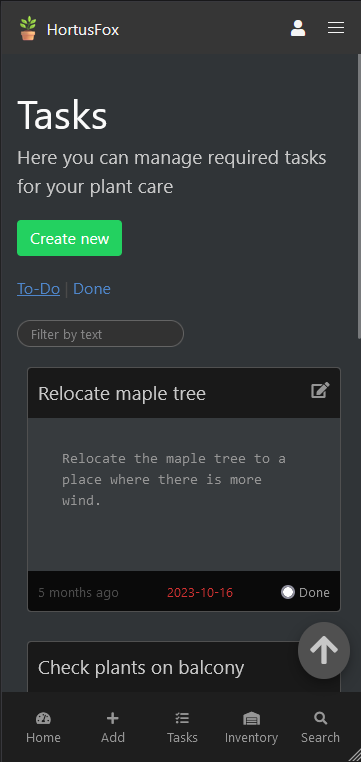 HortusFox
Tasks
Here you can manage required tasks
for your plant care
Create new
To-Do | Done
Filter by text
Relocate maple tree
Relocate the maple tree to a
place where there is more
wind.
5 months ago 2023-10-16 Done
Check plants on balcony
Home Add Tasks Inventory Search